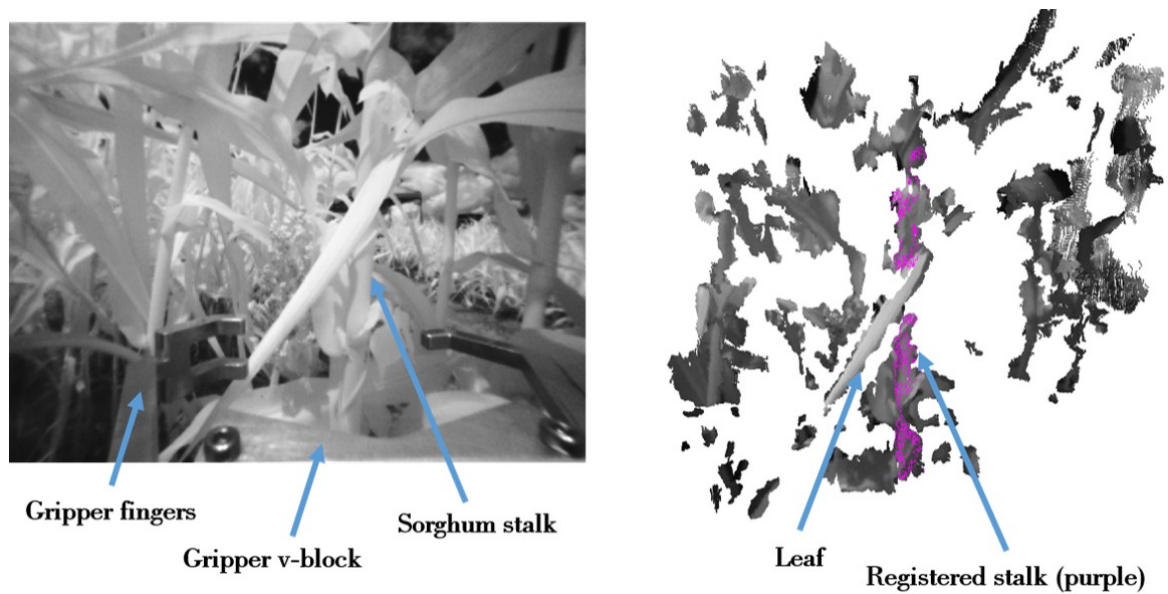 Gripper fingers
Gripper v-block
Sorghum stalk
Leaf
Registered stalk (purple)